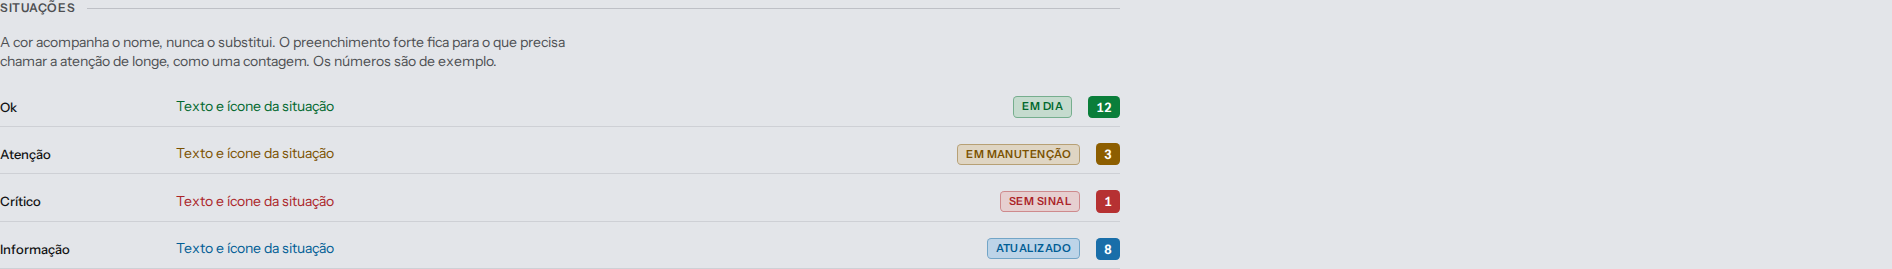 SITUAÇÕES
A cor acompanha o nome, nunca o substitui. O preenchimento forte fica para o que precisa
chamar a atenção de longe, como uma contagem. Os números são de exemplo.
Ok Texto e ícone da situação EM DIA 12
Atenção Texto e ícone da situação EM MANUTENÇÃO 3
Crítico Texto e ícone da situação SEM SINAL 1
Informação Texto e ícone da situação ATUALIZADO 8